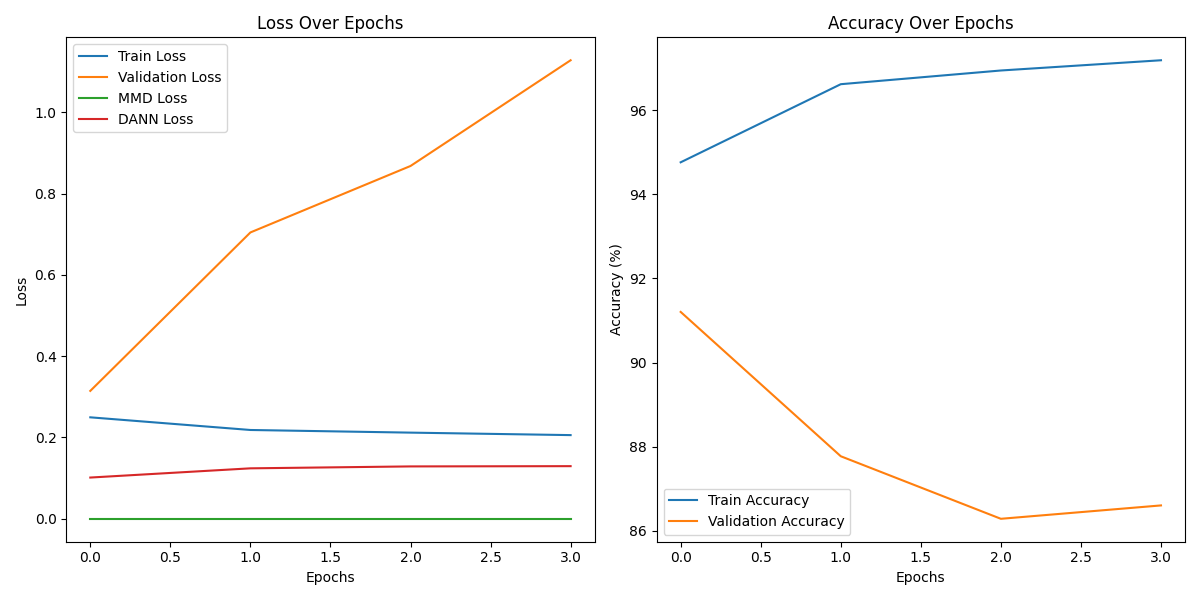 Loss Over Epochs
Train Loss
Validation Loss
MMD Loss
DANN Loss
1.0
0.8
0.6
0.4
0.2
0.0
Loss
0.0 0.5 1.0 1.5 2.0 2.5 3.0
Epochs
Accuracy Over Epochs
96
94
92
90
88
86
Accuracy (%)
Train Accuracy
Validation Accuracy
0.0 0.5 1.0 1.5 2.0 2.5 3.0
Epochs